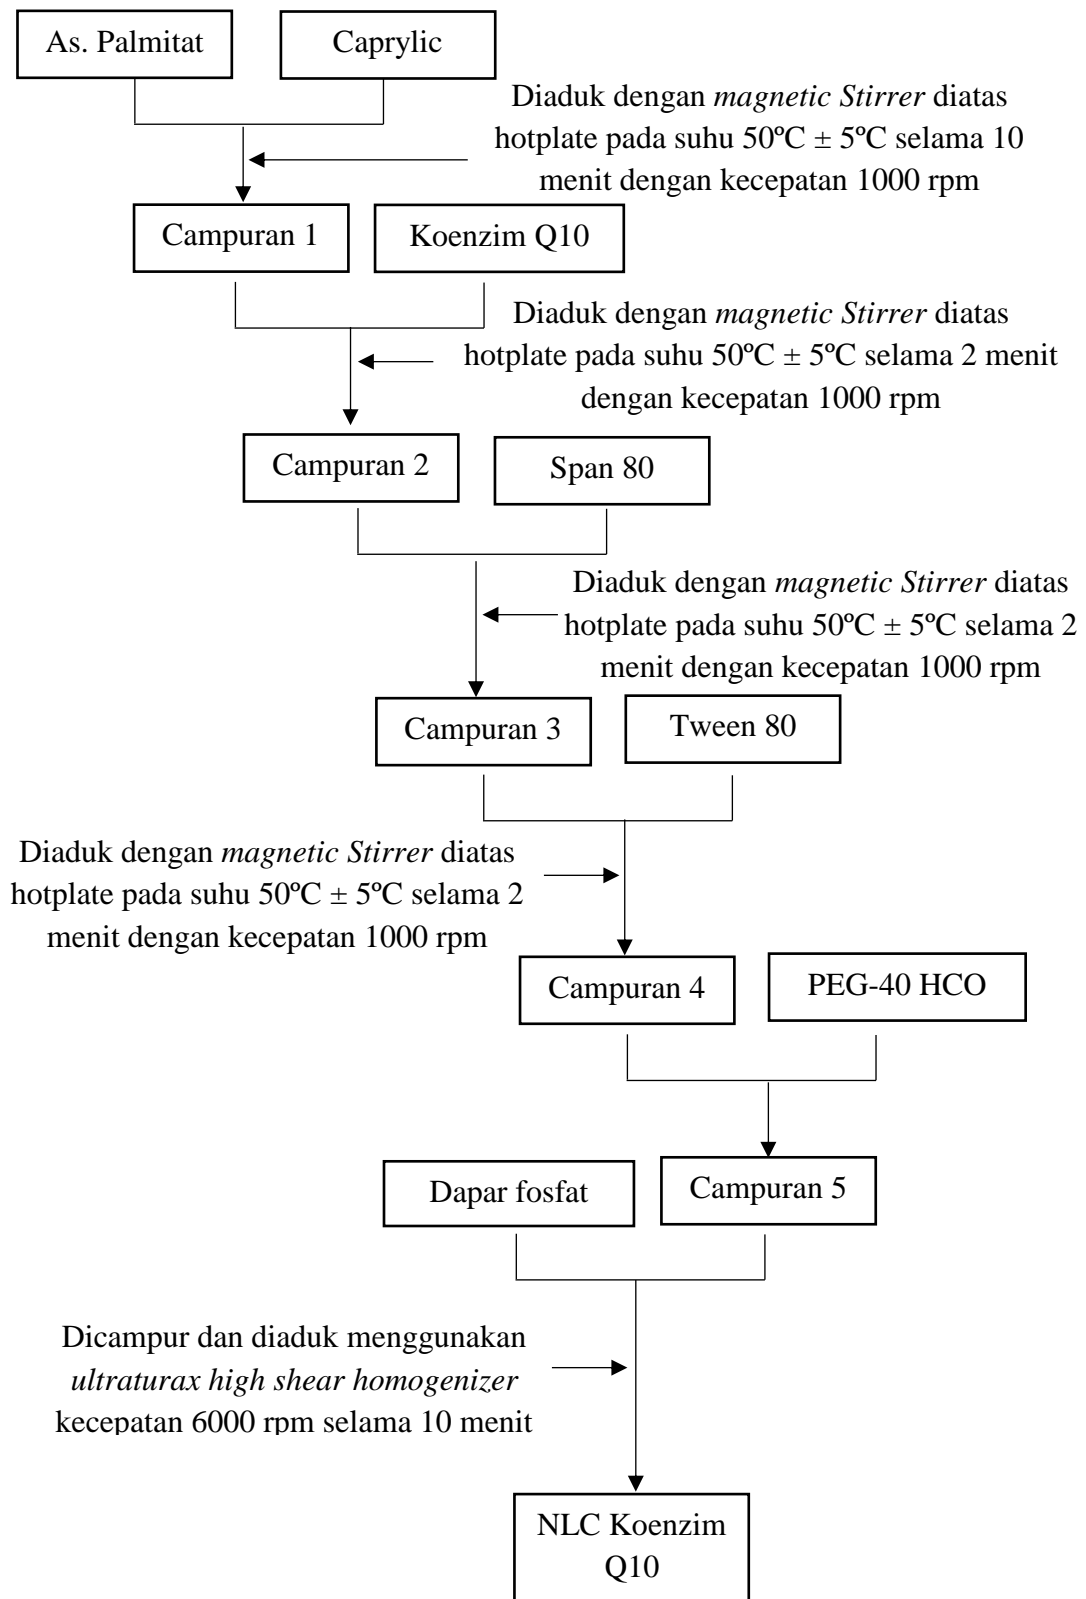 As. Palmitat
Caprylic
Diaduk dengan magnetic Stirrer diatas
hotplate pada suhu 50ºC ± 5ºC selama 10
menit dengan kecepatan 1000 rpm
Campuran 1
Koenzim Q10
Diaduk dengan magnetic Stirrer diatas
hotplate pada suhu 50ºC ± 5ºC selama 2 menit
dengan kecepatan 1000 rpm
Campuran 2
Span 80
Diaduk dengan magnetic Stirrer diatas
hotplate pada suhu 50ºC ± 5ºC selama 2
menit dengan kecepatan 1000 rpm
Campuran 3
Tween 80
Diaduk dengan magnetic Stirrer diatas
hotplate pada suhu 50ºC ± 5ºC selama 2
menit dengan kecepatan 1000 rpm
Campuran 4
PEG-40 HCO
Dapar fosfat
Campuran 5
Dicampur dan diaduk menggunakan
ultraturax high shear homogenizer
kecepatan 6000 rpm selama 10 menit
NLC Koenzim
Q10